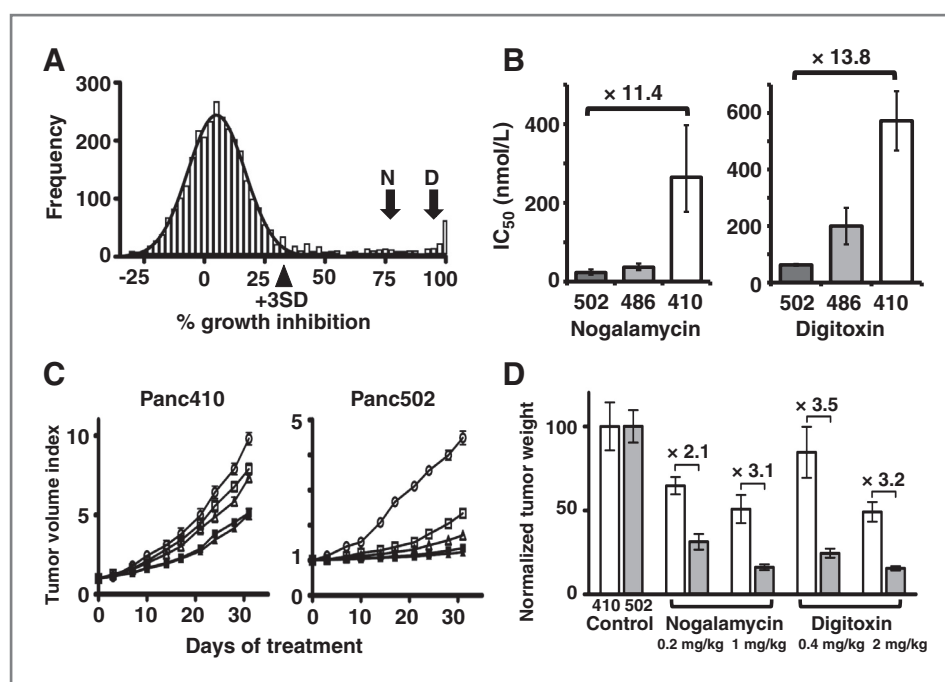 A
300
200
100
0
Frequency
N D
-25 0 25 50 75 100
+3SD
% growth inhibition
B
× 11.4
400
200
0
IC50 (nmol/L)
502 486 410
Nogalamycin
× 13.8
600
400
200
0
502 486 410
Digitoxin
C
Panc410
10
5
0
Tumor volume index
0 10 20 30
Panc502
5
1
1
0 10 20 30
Days of treatment
D
Normalized tumor weight
100
50
0
× 2.1
× 3.1
× 3.5
× 3.2
410 502
Control
Nogalamycin
0.2 mg/kg 1 mg/kg
Digitoxin
0.4 mg/kg 2 mg/kg